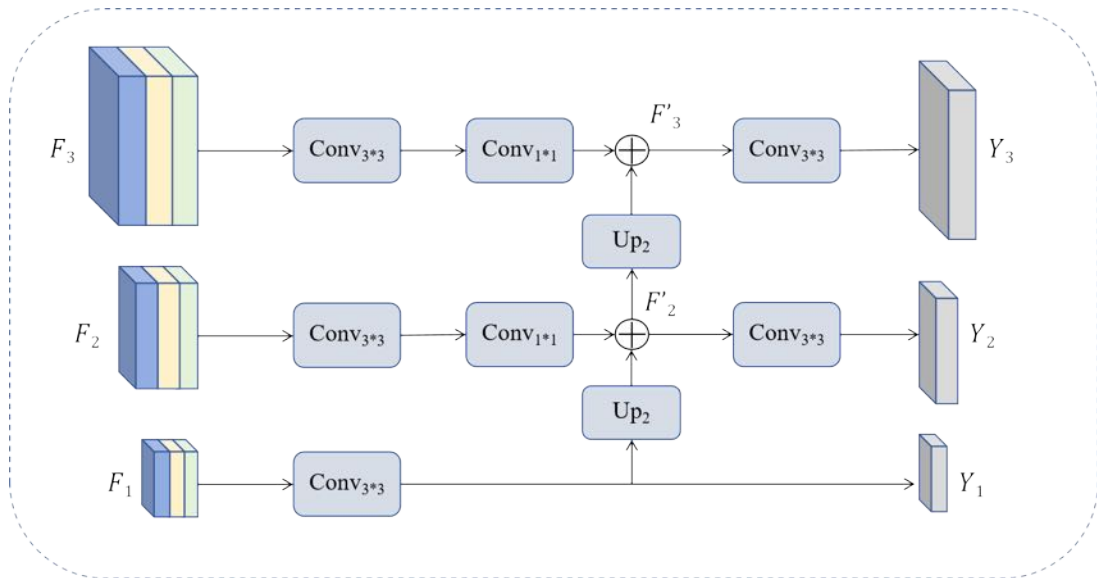 F'₃
F₃ Conv₃*₃ Conv₁*₁ Conv₃*₃ Y₃
Up₂
F'₂
F₂ Conv₃*₃ Conv₁*₁ Conv₃*₃ Y₂
Up₂
F₁ Conv₃*₃ Y₁